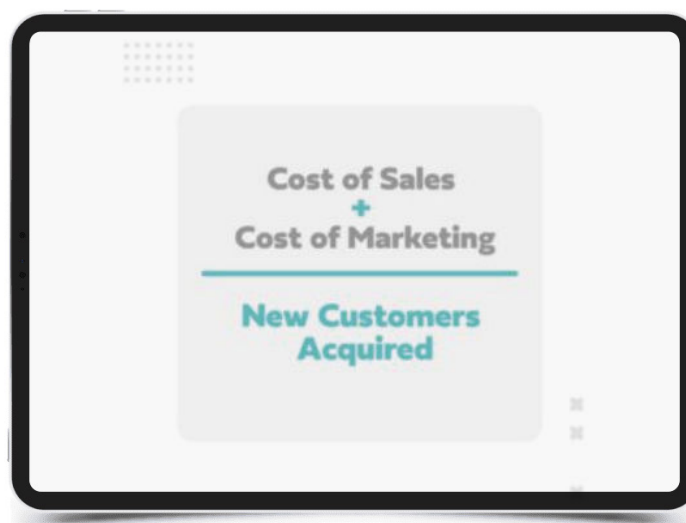 Cost of Sales
+
Cost of Marketing
New Customers
Acquired